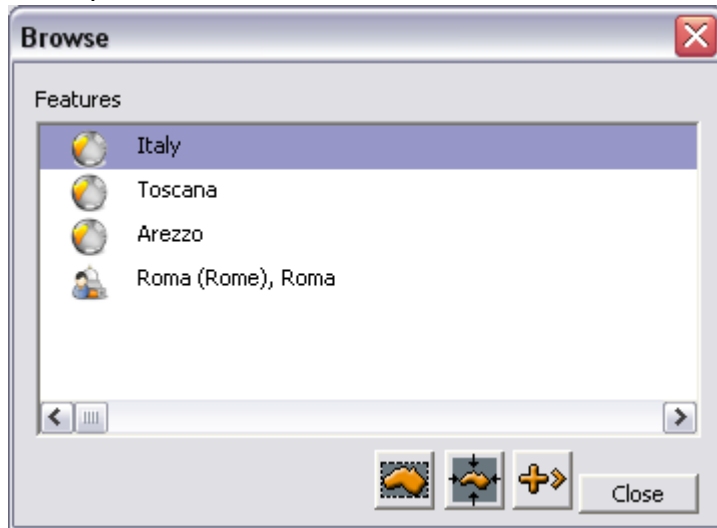 Browse
Features
Italy
Toscana
Arezzo
Roma (Rome), Roma
Close